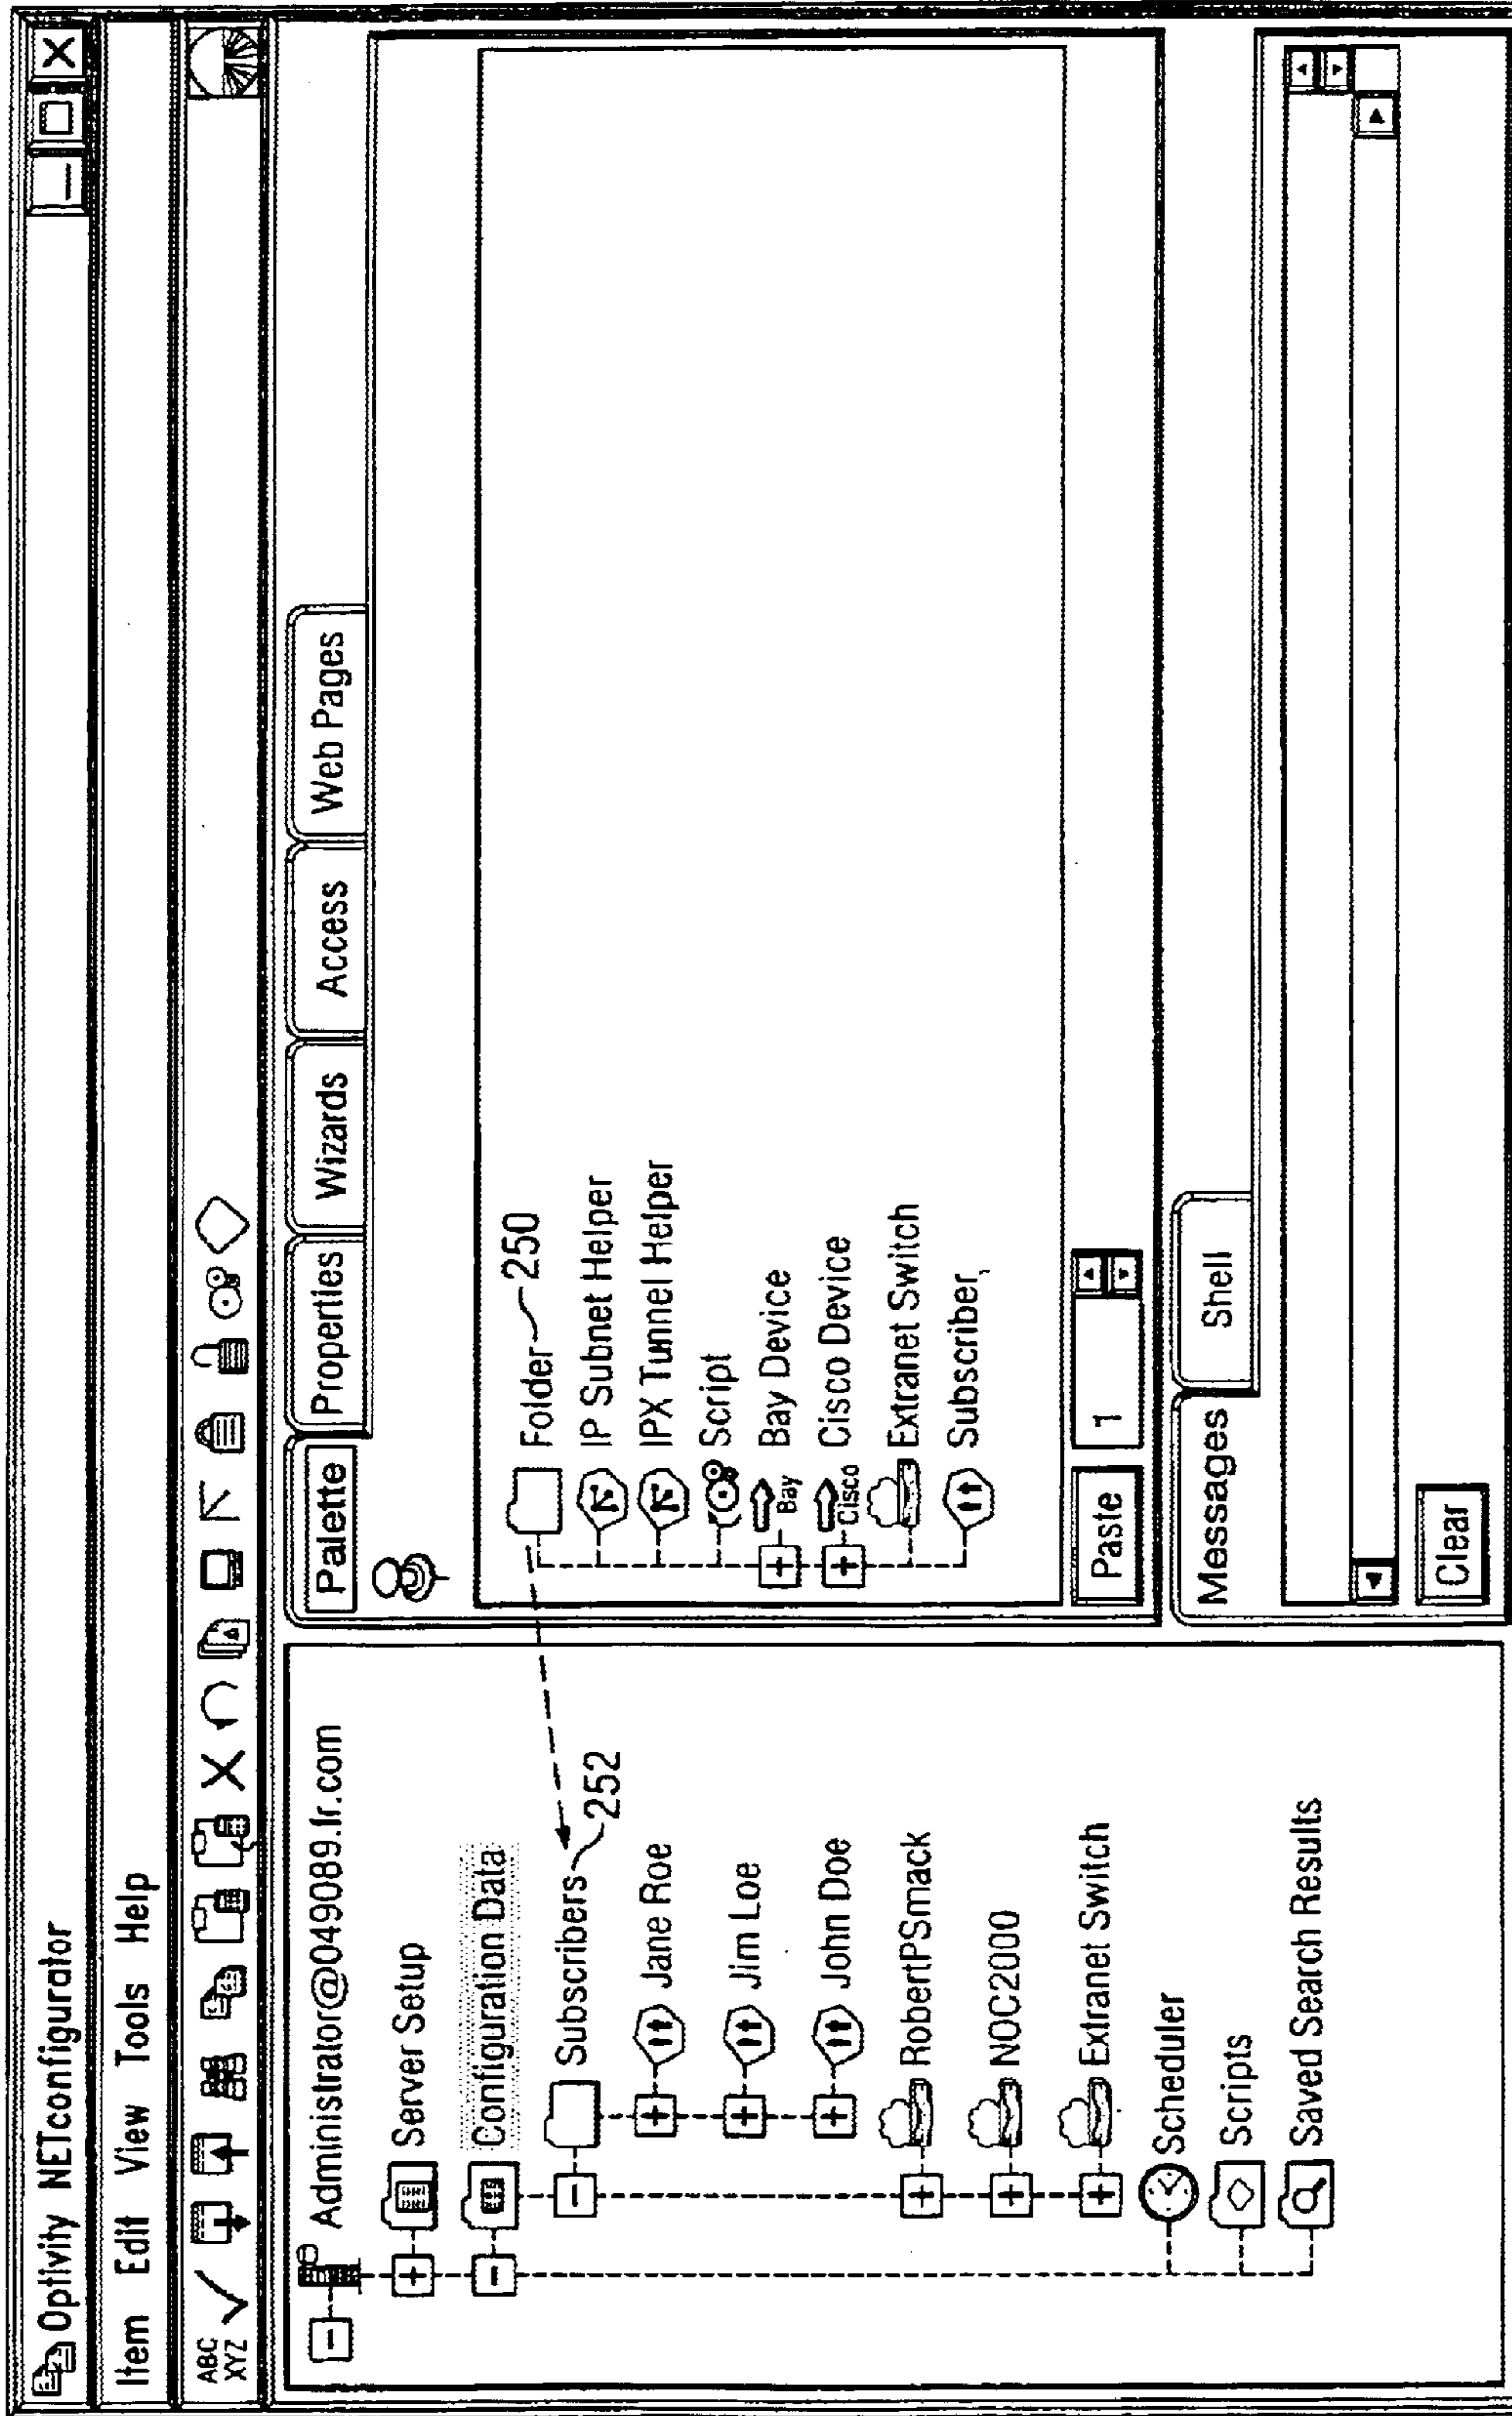 Optivity NETconfigurator
Item Edit View Tools Help
ABC
XYZ
Administrator@049089.fr.com
Server Setup
Configuration Data
Subscribers 252
Jane Roe
Jim Loe
John Doe
RobertPSmack
NOC2000
Extranet Switch
Scheduler
Scripts
Saved Search Results
Palette Properties Wizards Access Web Pages
Folder 250
IP Subnet Helper
IPX Tunnel Helper
Script
Bay Bay Device
Cisco Cisco Device
Extranet Switch
Subscriber
Paste 1
Messages Shell
Clear